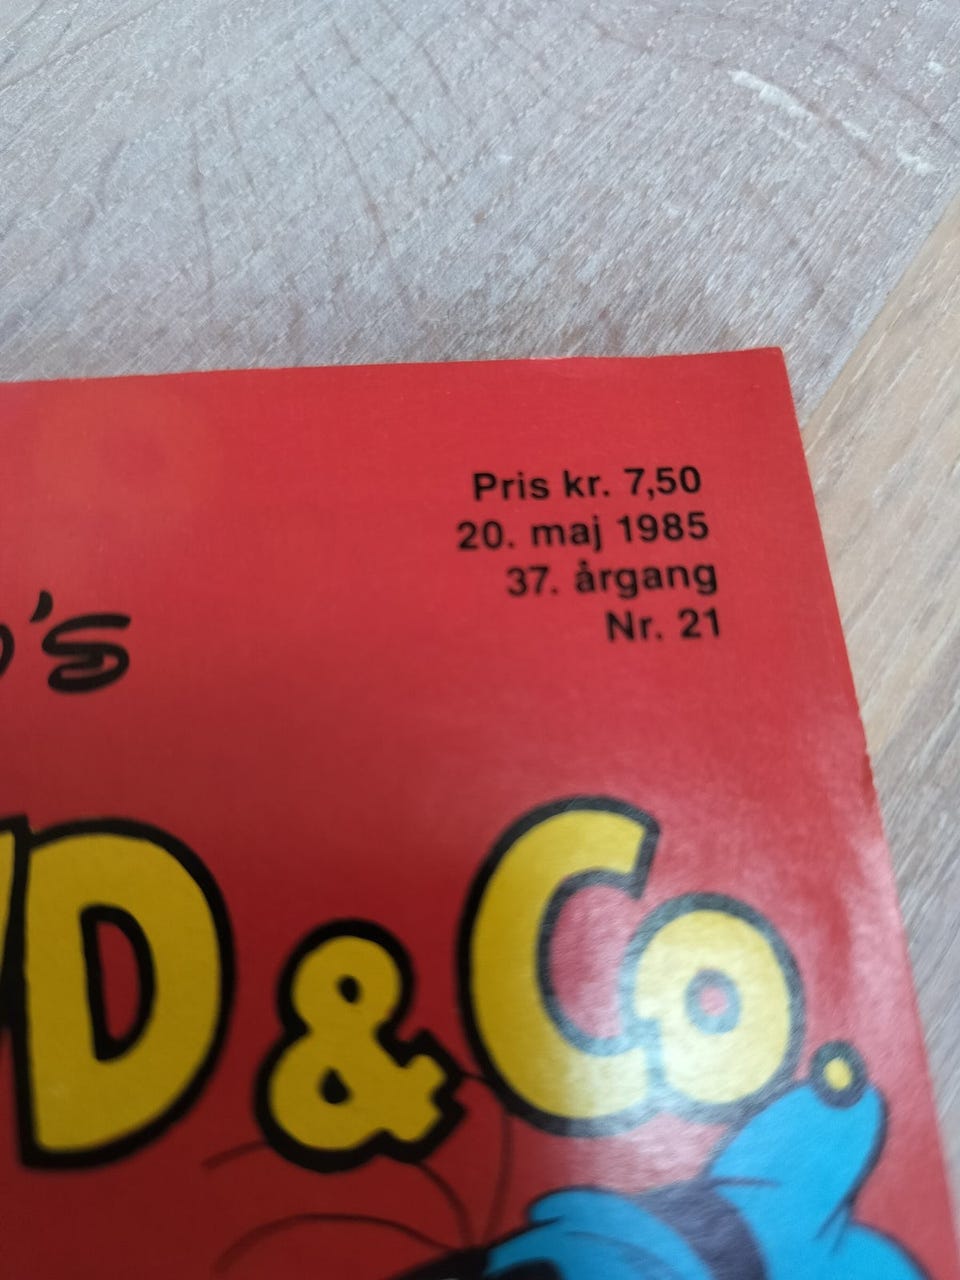 Pris kr. 7,50
20. maj 1985
37. årgang
Nr. 21
's
D & Co.